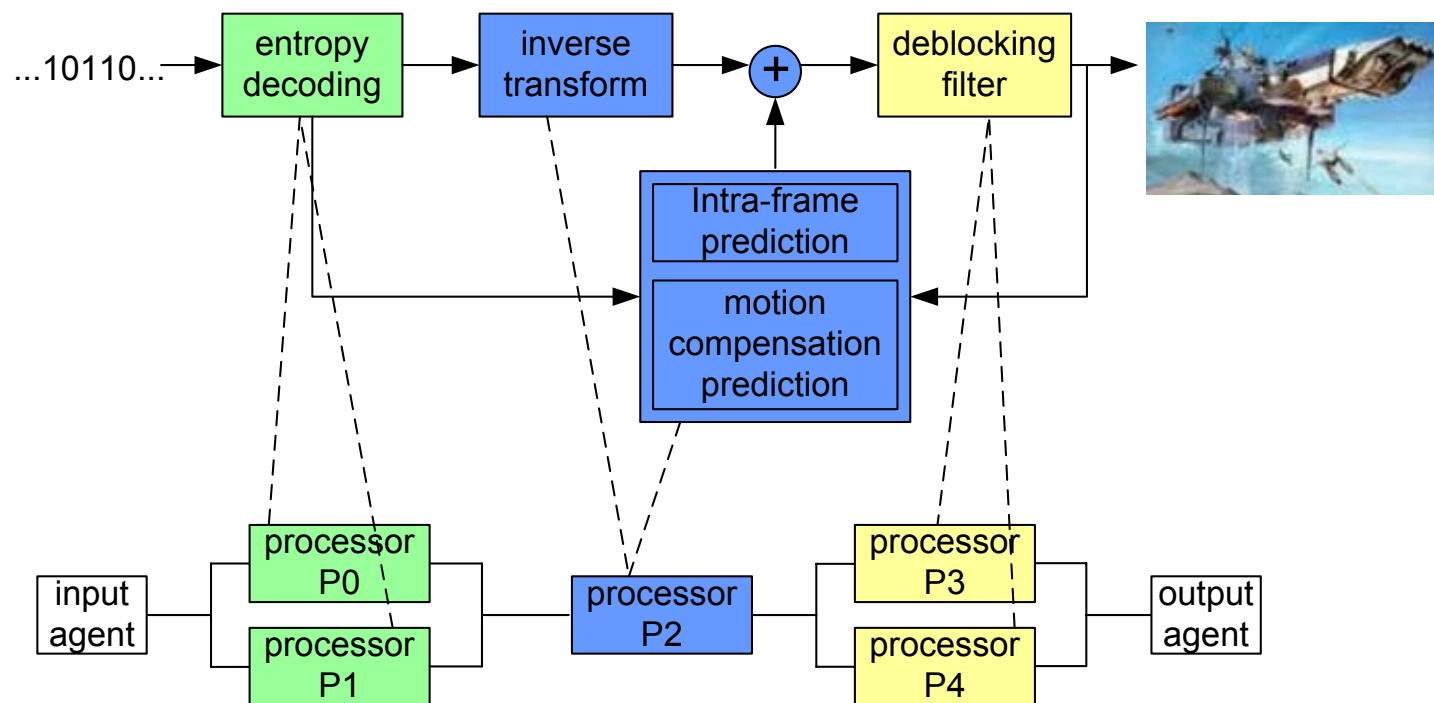 ...10110...
entropy
decoding
inverse
transform
+
deblocking
filter
Intra-frame
prediction
motion
compensation
prediction
input
agent
processor
P0
processor
P1
processor
P2
processor
P3
processor
P4
output
agent